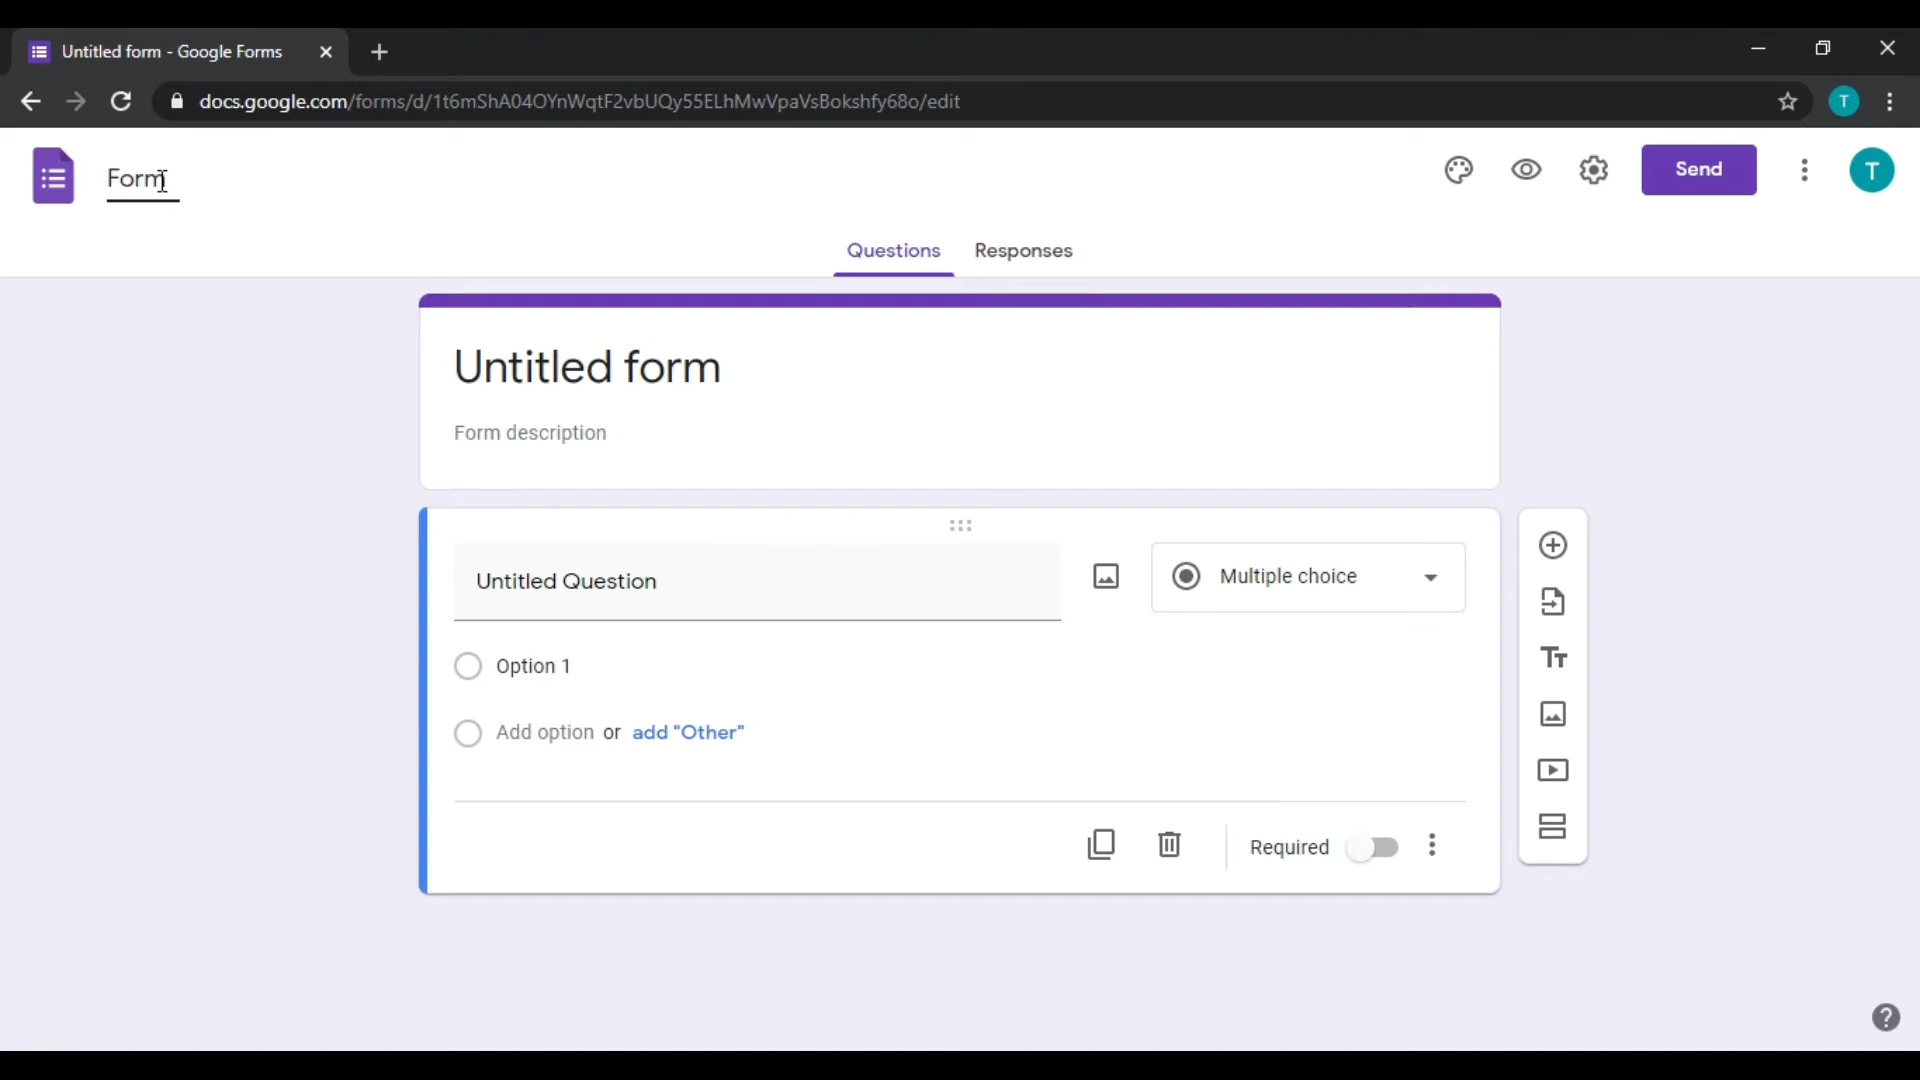 Untitled form - Google Forms
docs.google.com/forms/d/1t6mShA04OYnWqtF2vbUQy55ELhMwVpaVsBokshfy68o/edit
T
Form
Send
T
Questions Responses
Untitled form
Form description
Untitled Question
Multiple choice
Option 1
Add option or add "Other"
Required